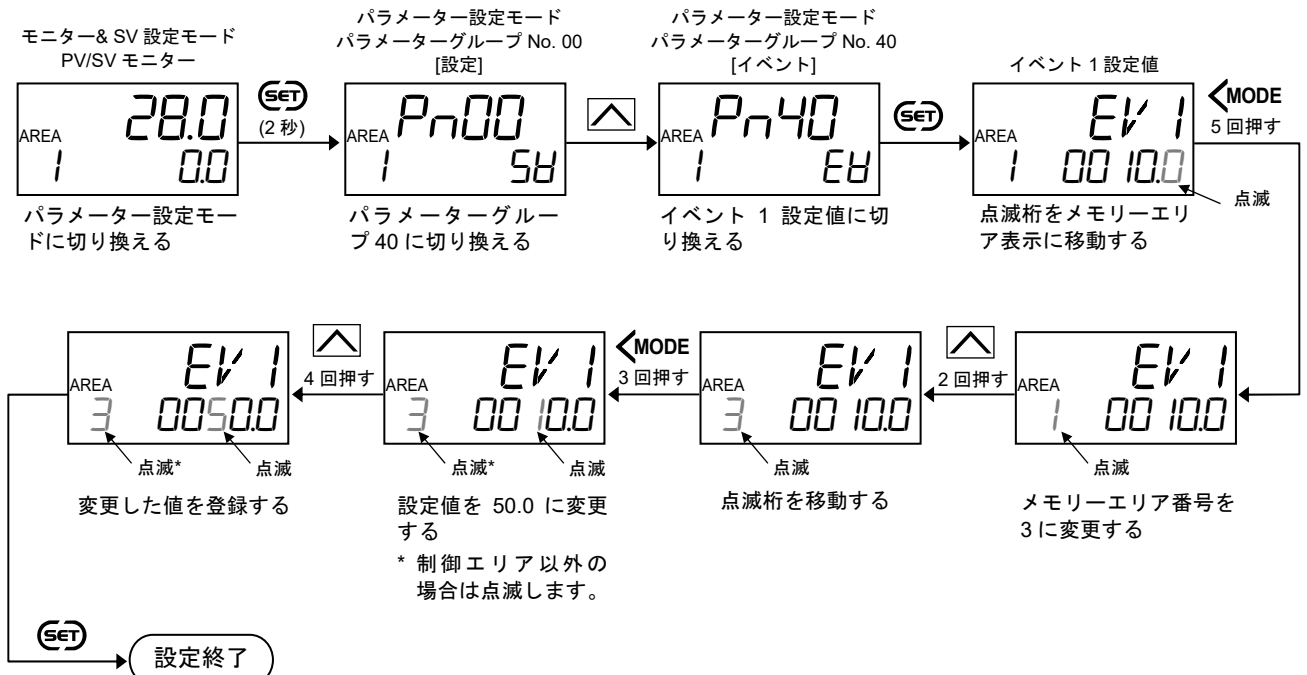 モニター& SV 設定モード
PV/SV モニター
AREA
28.0
1
0.0
パラメーター設定モー
ドに切り換える
SET
(2 秒)
パラメーター設定モード
パラメーターグループ No. 00
[設定]
AREA
Pn00
1
パラメーターグルー
プ 40 に切り換える
パラメーター設定モード
パラメーターグループ No. 40
[イベント]
AREA
Pn40
1
イベント 1 設定値に切
り換える
SET
イベント 1 設定値
AREA
EV 1
1
0010.0
点滅
点滅桁をメモリーエリ
ア表示に移動する
MODE
5 回押す
AREA
EV 1
1
0010.0
点滅
メモリーエリア番号を
3 に変更する
2 回押す
AREA
EV 1
3
0010.0
点滅
点滅桁を移動する
MODE
3 回押す
AREA
EV 1
3
0010.0
点滅*
点滅
設定値を 50.0 に変更
する
* 制御エリア以外の
場合は点滅します。
4 回押す
AREA
EV 1
3
0050.0
点滅*
点滅
変更した値を登録する
SET
設定終了